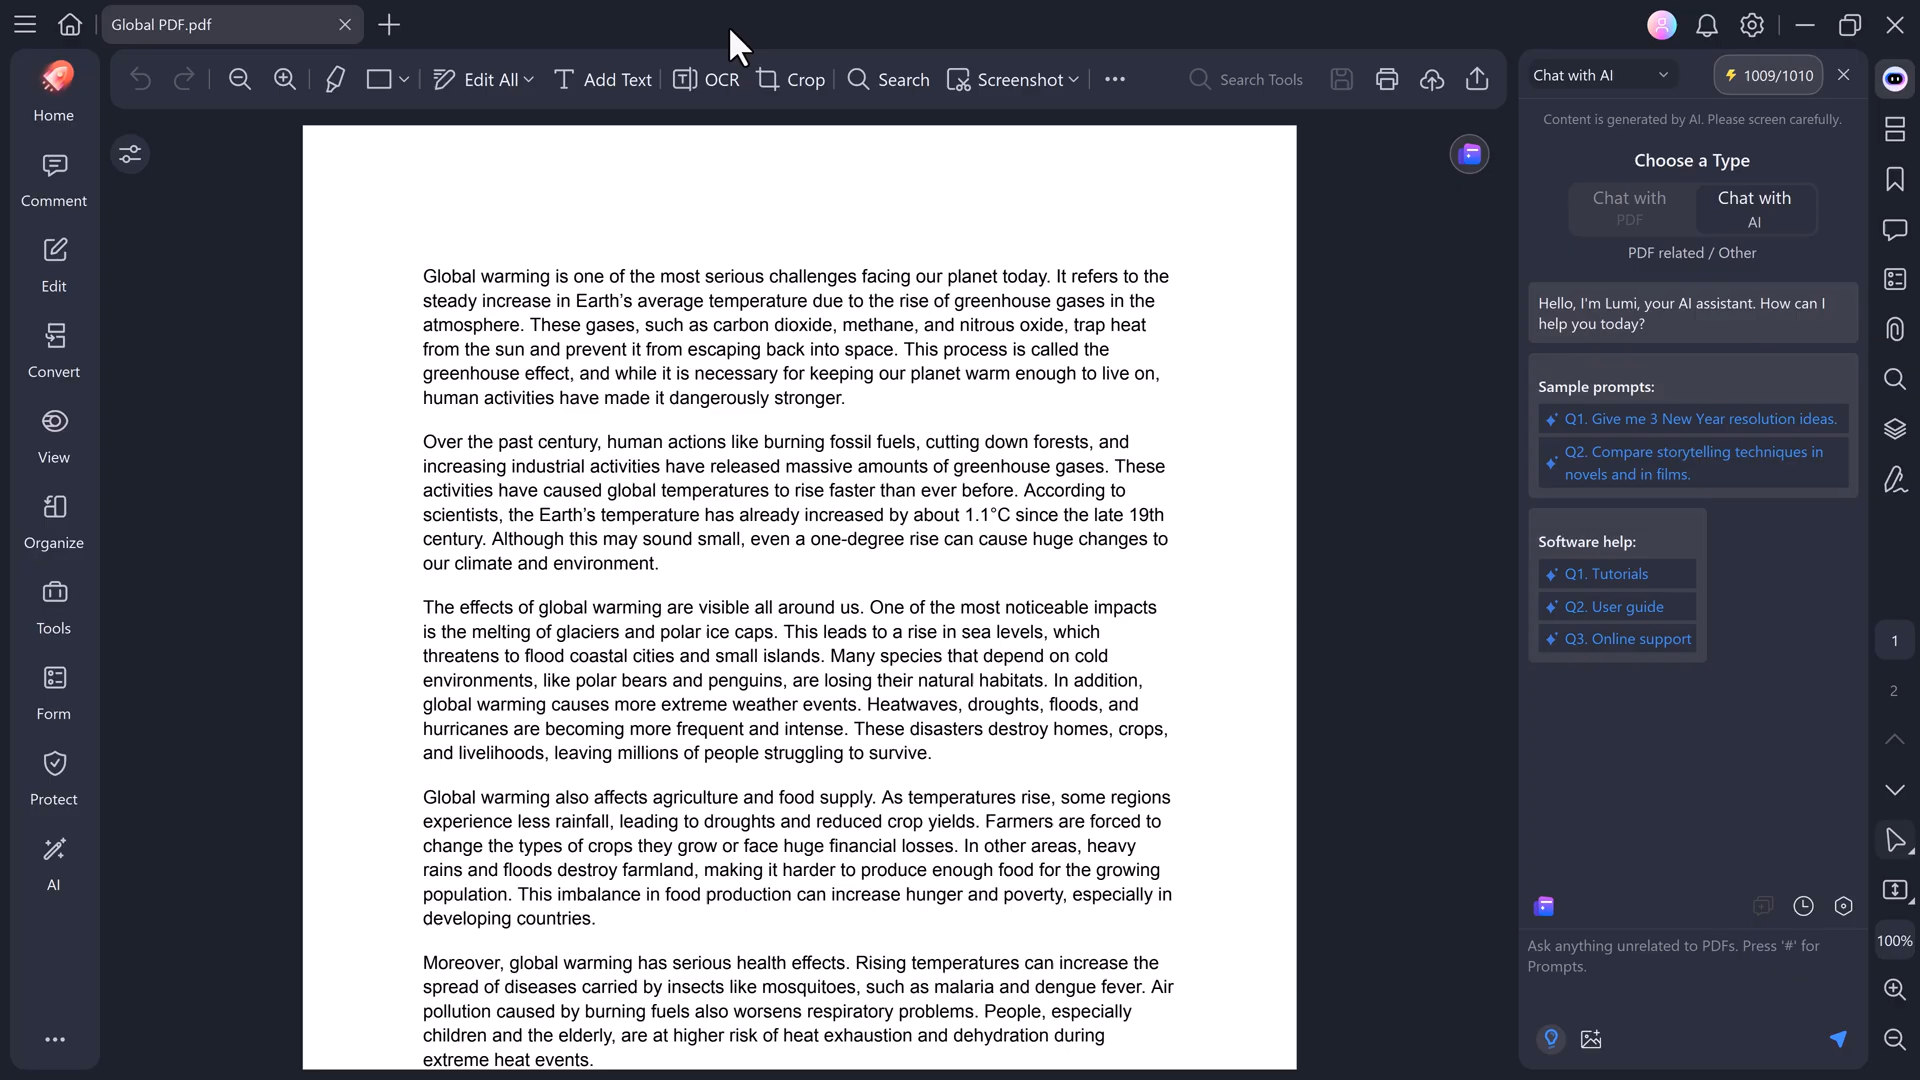 Global PDF.pdf
Home
Comment
Edit
Convert
View
Organize
Tools
Form
Protect
AI
Edit All
Add Text
OCR
Crop
Search
Screenshot
Search Tools
Global warming is one of the most serious challenges facing our planet today. It refers to the
steady increase in Earth's average temperature due to the rise of greenhouse gases in the
atmosphere. These gases, such as carbon dioxide, methane, and nitrous oxide, trap heat
from the sun and prevent it from escaping back into space. This process is called the
greenhouse effect, and while it is necessary for keeping our planet warm enough to live on,
human activities have made it dangerously stronger.
Over the past century, human actions like burning fossil fuels, cutting down forests, and
increasing industrial activities have released massive amounts of greenhouse gases. These
activities have caused global temperatures to rise faster than ever before. According to
scientists, the Earth's temperature has already increased by about 1.1°C since the late 19th
century. Although this may sound small, even a one-degree rise can cause huge changes to
our climate and environment.
The effects of global warming are visible all around us. One of the most noticeable impacts
is the melting of glaciers and polar ice caps. This leads to a rise in sea levels, which
threatens to flood coastal cities and small islands. Many species that depend on cold
environments, like polar bears and penguins, are losing their natural habitats. In addition,
global warming causes more extreme weather events. Heatwaves, droughts, floods, and
hurricanes are becoming more frequent and intense. These disasters destroy homes, crops,
and livelihoods, leaving millions of people struggling to survive.
Global warming also affects agriculture and food supply. As temperatures rise, some regions
experience less rainfall, leading to droughts and reduced crop yields. Farmers are forced to
change the types of crops they grow or face huge financial losses. In other areas, heavy
rains and floods destroy farmland, making it harder to produce enough food for the growing
population. This imbalance in food production can increase hunger and poverty, especially in
developing countries.
Moreover, global warming has serious health effects. Rising temperatures can increase the
spread of diseases carried by insects like mosquitoes, such as malaria and dengue fever. Air
pollution caused by burning fuels also worsens respiratory problems. People, especially
children and the elderly, are at higher risk of heat exhaustion and dehydration during
extreme heat events.
Chat with AI
1009/1010
Content is generated by AI. Please screen carefully.
Choose a Type
Chat with
PDF
Chat with
AI
PDF related / Other
Hello, I'm Lumi, your AI assistant. How can I
help you today?
Sample prompts:
Q1. Give me 3 New Year resolution ideas.
Q2. Compare storytelling techniques in
novels and in films.
Software help:
Q1. Tutorials
Q2. User guide
Q3. Online support
Ask anything unrelated to PDFs. Press '#' for
Prompts.
1
2
100%